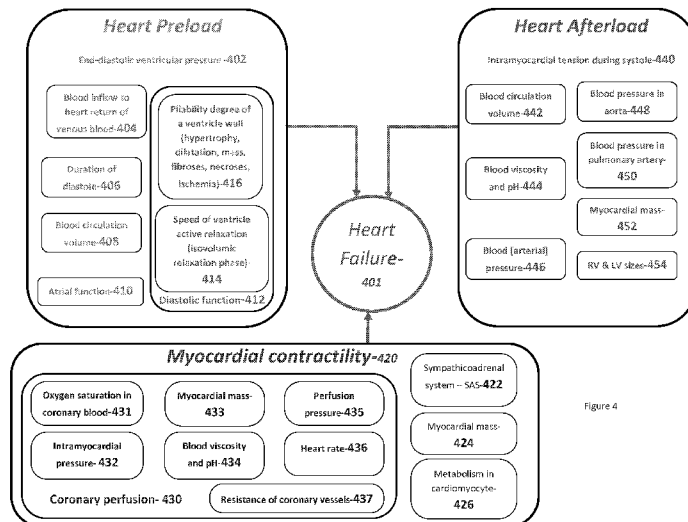 Heart Preload
End-diastolic ventricular pressure-402
Blood inflow to
heart return of
venous blood-404
Duration of
diastole-406
Blood circulation
volume-408
Atrial function-410
Pliability degree of
a ventricle wall
(hypertrophy,
dilatation, mass,
fibroses, necroses,
ischemia)-416
Speed of ventricle
active relaxation
(isovolumic
relaxation phase)-
414
Diastolic function-412
Heart Afterload
Intramyocardial tension during systole-440
Blood circulation
volume-442
Blood viscosity
and pH-444
Blood (arterial)
pressure-446
Blood pressure in
aorta-448
Blood pressure in
pulmonary artery-
450
Myocardial mass-
452
RV & LV sizes-454
Heart
Failure-
401
Myocardial contractility-420
Oxygen saturation in
coronary blood-431
Myocardial mass-
433
Perfusion
pressure-435
Intramyocardial
pressure- 432
Blood viscosity
and pH-434
Heart rate-436
Coronary perfusion- 430
Resistance of coronary vessels-437
Sympathicoadrenal
system – SAS-422
Myocardial mass-
424
Metabolism in
cardiomyocyte-
426
Figure 4